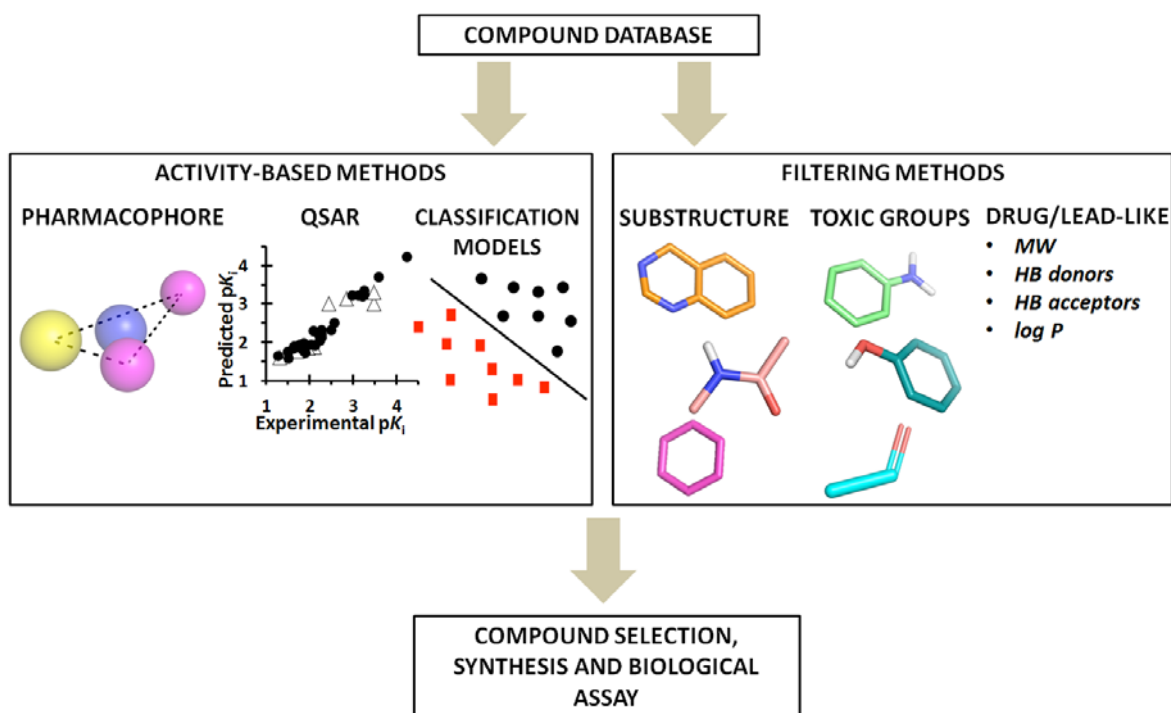 COMPOUND DATABASE
ACTIVITY-BASED METHODS
PHARMACOPHORE
QSAR
CLASSIFICATION
MODELS
Predicted pKi
4
3
2
1
1 2 3 4
Experimental pKi
FILTERING METHODS
SUBSTRUCTURE
TOXIC GROUPS
DRUG/LEAD-LIKE
• MW
• HB donors
• HB acceptors
• log P
COMPOUND SELECTION,
SYNTHESIS AND BIOLOGICAL
ASSAY